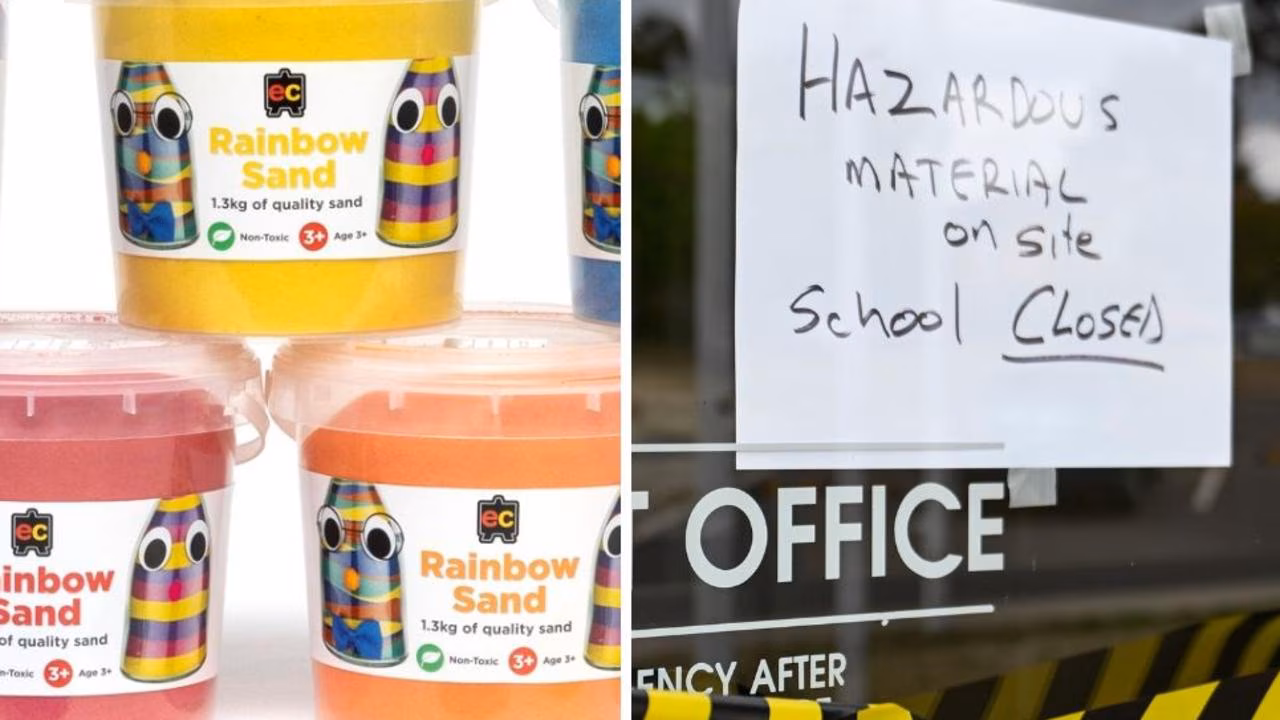 ec
Rainbow
Sand
1.3kg of quality sand
Non-Toxic 3+ Age 3+
ec
inbow
Sand
of quality sand
n-Toxic 3+ Age 3+
ec
Rainbow
Sand
1.3kg of quality sand
Non-Toxic 3+ Age 3+
HAZARDOUS
MATERIAL
on site
School CLOSED
T OFFICE
ENCY AFTER